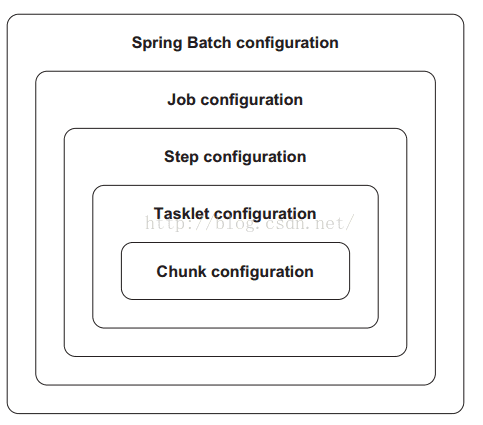 Spring Batch configuration
Job configuration
Step configuration
Tasklet configuration
http://blog.csdn.net/
Chunk configuration